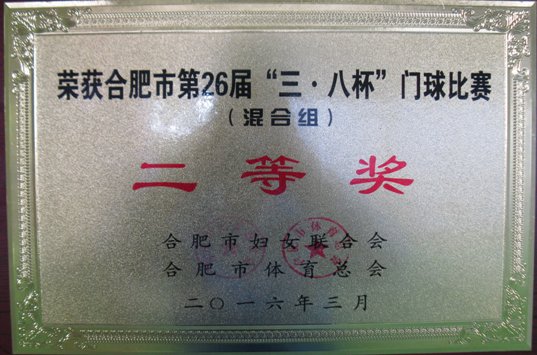 荣获合肥市第26届“三·八杯”门球比赛
（混合组）
二等奖
合肥市妇女联合会
合肥市体育总会
二〇一六年三月